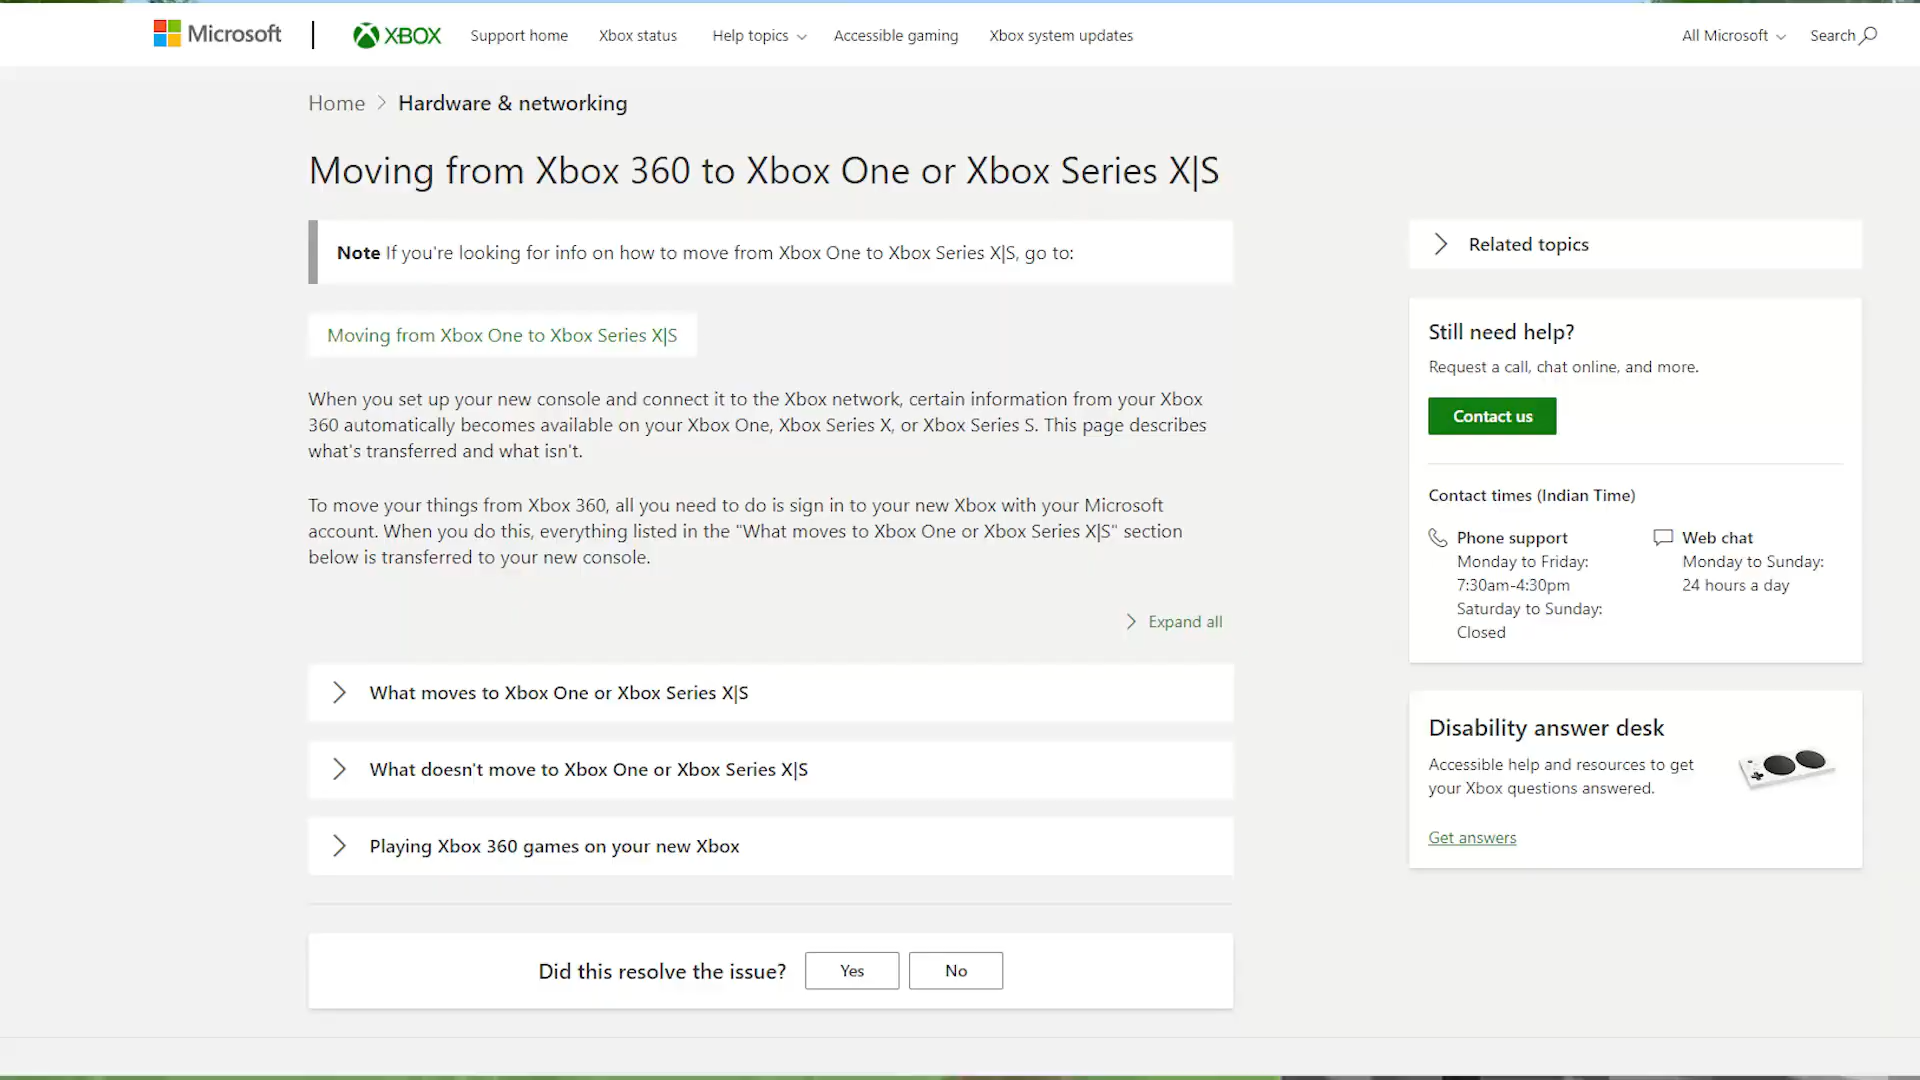 Microsoft
XBOX
Support home
Xbox status
Help topics
Accessible gaming
Xbox system updates
All Microsoft
Search
Home
Hardware & networking
Moving from Xbox 360 to Xbox One or Xbox Series X|S
Note If you're looking for info on how to move from Xbox One to Xbox Series X|S, go to:
Moving from Xbox One to Xbox Series X|S
When you set up your new console and connect it to the Xbox network, certain information from your Xbox
360 automatically becomes available on your Xbox One, Xbox Series X, or Xbox Series S. This page describes
what's transferred and what isn't.
To move your things from Xbox 360, all you need to do is sign in to your new Xbox with your Microsoft
account. When you do this, everything listed in the "What moves to Xbox One or Xbox Series X|S" section
below is transferred to your new console.
Expand all
What moves to Xbox One or Xbox Series X|S
What doesn't move to Xbox One or Xbox Series X|S
Playing Xbox 360 games on your new Xbox
Did this resolve the issue?
Yes
No
Related topics
Still need help?
Request a call, chat online, and more.
Contact us
Contact times (Indian Time)
Phone support
Monday to Friday:
7:30am-4:30pm
Saturday to Sunday:
Closed
Web chat
Monday to Sunday:
24 hours a day
Disability answer desk
Accessible help and resources to get
your Xbox questions answered.
Get answers